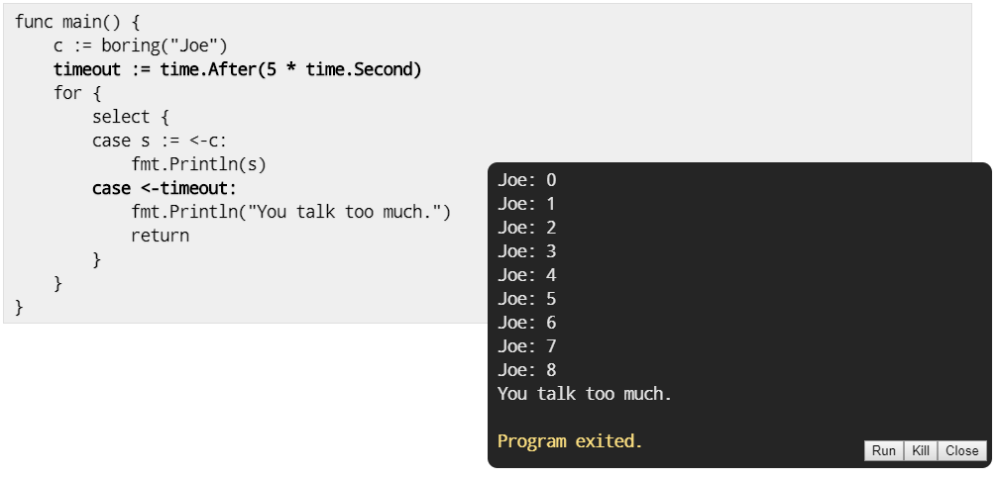 func main() {
    c := boring("Joe")
    timeout := time.After(5 * time.Second)
    for {
        select {
        case s := <-c:
            fmt.Println(s)
        case <-timeout:
            fmt.Println("You talk too much.")
            return
        }
    }
}
Joe: 0
Joe: 1
Joe: 2
Joe: 3
Joe: 4
Joe: 5
Joe: 6
Joe: 7
Joe: 8
You talk too much.
Program exited.
Run Kill Close